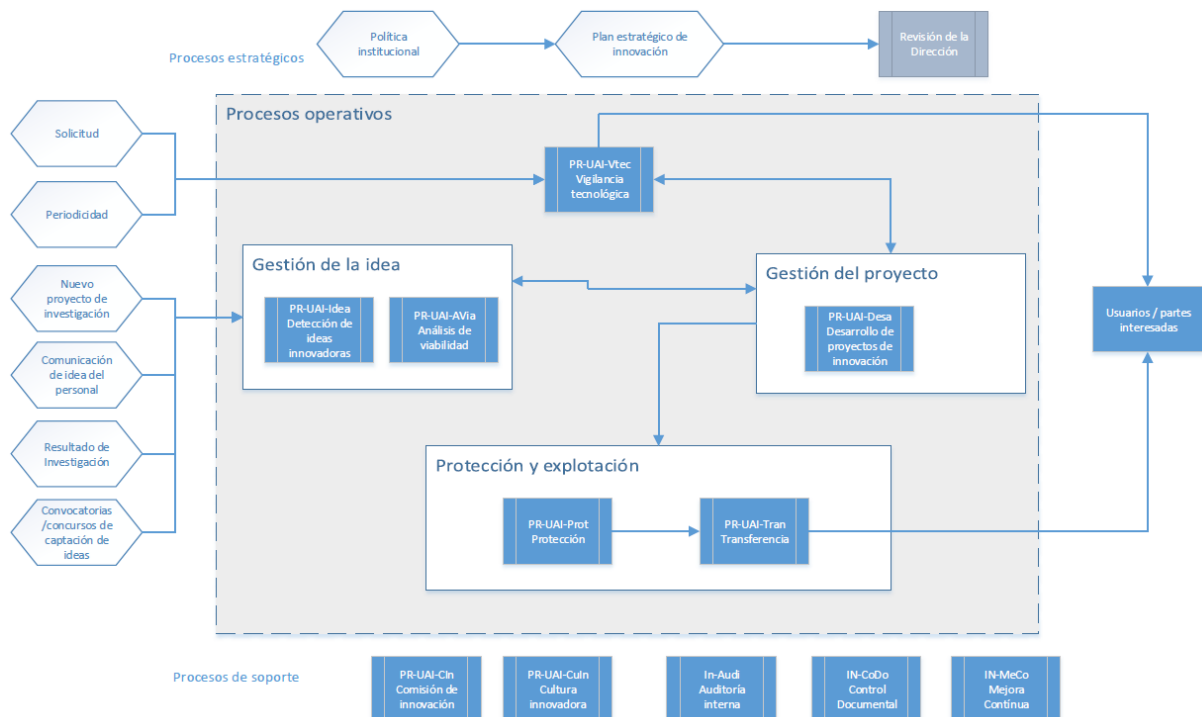 Política
institucional
Plan estratégico de
innovación
Revisión de la
Dirección
Procesos estratégicos
Procesos operativos
Solicitud
Periodicidad
PR-UAI-Vtec
Vigilancia
tecnológica
Gestión de la idea
PR-UAI-Idea
Detección de
ideas
innovadoras
PR-UAI-AVia
Análisis de
viabilidad
Gestión del proyecto
PR-UAI-Desa
Desarrollo de
proyectos de
innovación
Nuevo
proyecto de
investigación
Comunicación
de idea del
personal
Resultado de
Investigación
Convocatorias
/concursos de
captación de
ideas
Usuarios / partes
interesadas
Protección y explotación
PR-UAI-Prot
Protección
PR-UAI-Tran
Transferencia
Procesos de soporte
PR-UAI-CIn
Comisión de
innovación
PR-UAI-CuIn
Cultura
innovadora
In-Audi
Auditoría
interna
IN-CoDo
Control
Documental
IN-MeCo
Mejora
Contínua